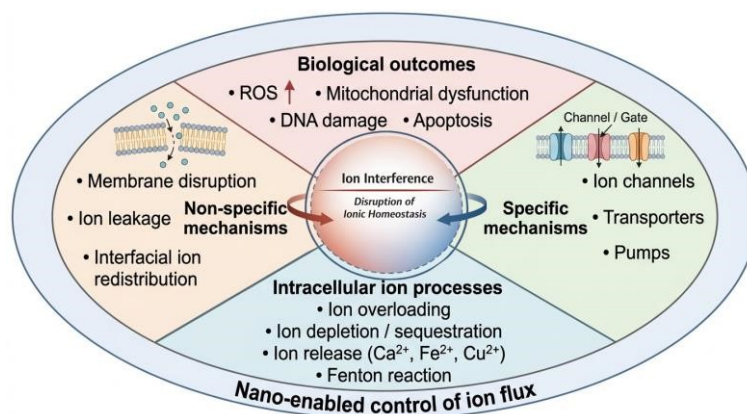 Biological outcomes
• ROS ↑ • Mitochondrial dysfunction
• DNA damage • Apoptosis
• Membrane disruption
• Ion leakage
• Interfacial ion
redistribution
Non-specific
mechanisms
Ion Interference
Disruption of
Ionic Homeostasis
Specific
mechanisms
Channel / Gate
• Ion channels
• Transporters
• Pumps
Intracellular ion processes
• Ion overloading
• Ion depletion / sequestration
• Ion release (Ca²⁺, Fe²⁺, Cu²⁺)
• Fenton reaction
Nano-enabled control of ion flux